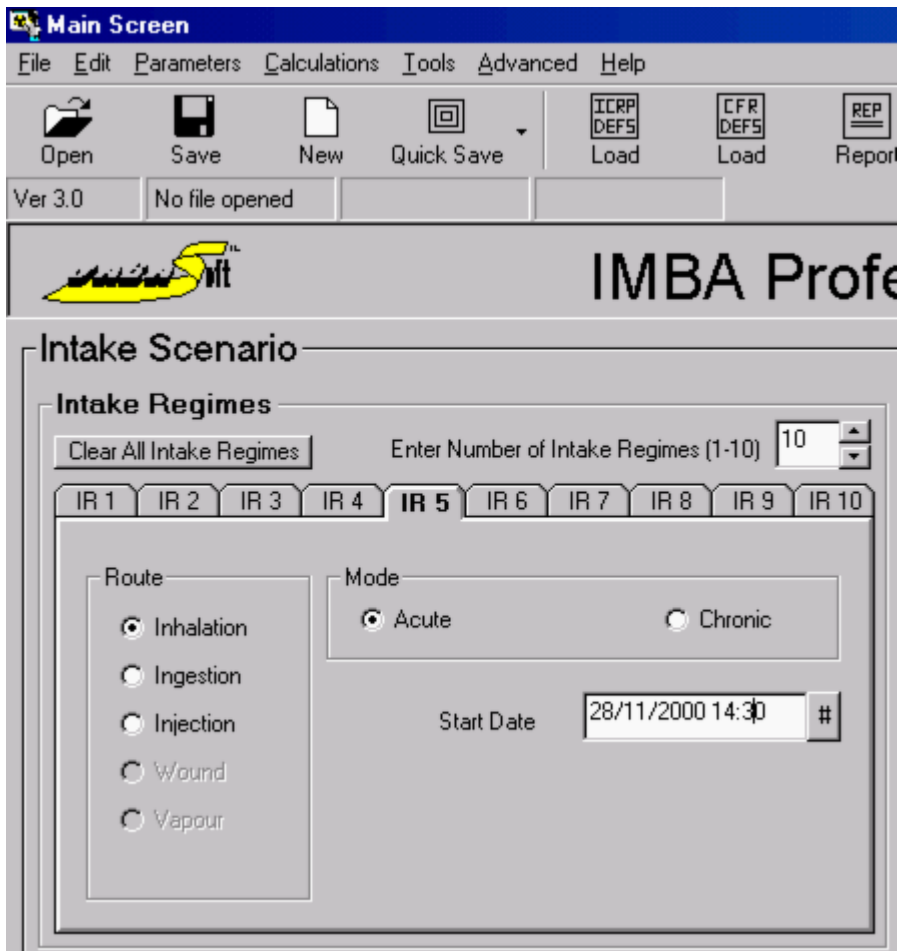 Main Screen
File Edit Parameters Calculations Tools Advanced Help
ICRP DEFS CFR DEFS REP
Open Save New Quick Save Load Load Report
Ver 3.0 No file opened
IMBA Profe
Intake Scenario
Intake Regimes
Clear All Intake Regimes Enter Number of Intake Regimes (1-10) 10
IR 1 IR 2 IR 3 IR 4 IR 5 IR 6 IR 7 IR 8 IR 9 IR 10
Route Mode
Inhalation Acute Chronic
Ingestion
Injection Start Date 28/11/2000 14:30 #
Wound
Vapour